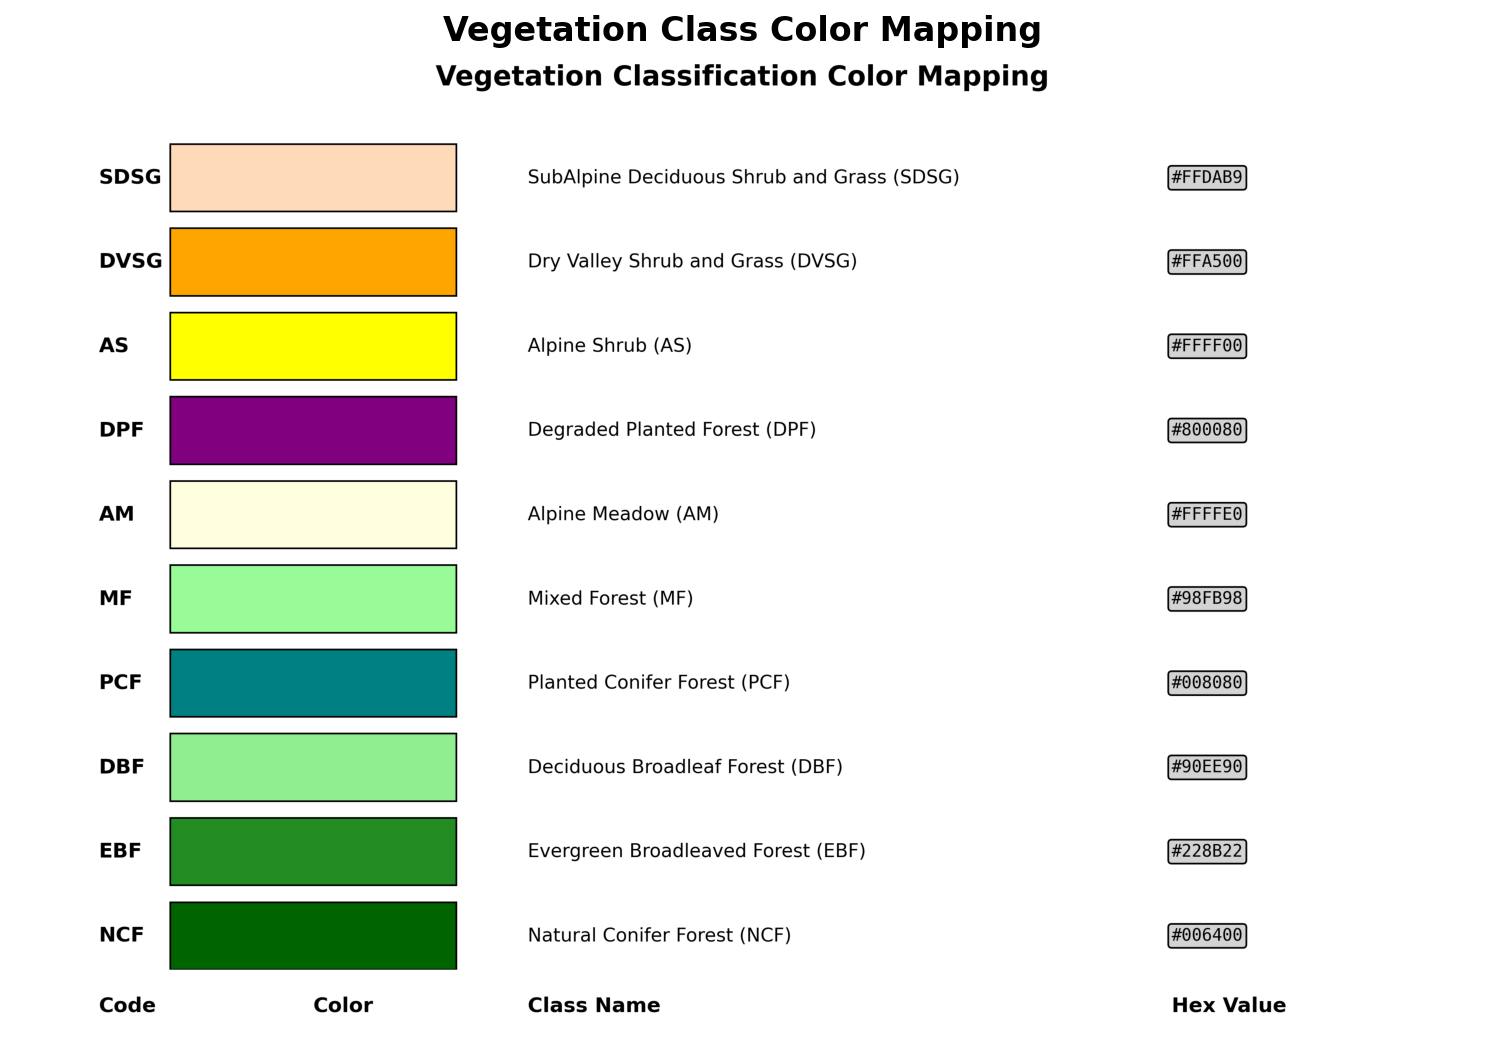 Vegetation Class Color Mapping
Vegetation Classification Color Mapping
SDSG SubAlpine Deciduous Shrub and Grass (SDSG) #FFDAB9
DVSG Dry Valley Shrub and Grass (DVSG) #FFA500
AS Alpine Shrub (AS) #FFFF00
DPF Degraded Planted Forest (DPF) #800080
AM Alpine Meadow (AM) #FFFFE0
MF Mixed Forest (MF) #98FB98
PCF Planted Conifer Forest (PCF) #008080
DBF Deciduous Broadleaf Forest (DBF) #90EE90
EBF Evergreen Broadleaved Forest (EBF) #228B22
NCF Natural Conifer Forest (NCF) #006400
Code Color Class Name Hex Value